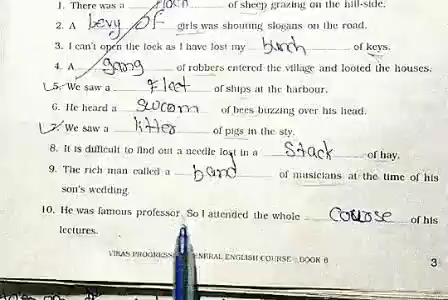 1. There was a flock of sheep grazing on the hill-side.
2. A bevy of girls was shouting slogans on the road.
3. I can't open the lock as I have lost my bunch of keys.
4. A gang of robbers entered the village and looted the houses.
5. We saw a fleet of ships at the harbour.
6. He heard a swoom of bees buzzing over his head.
7. We saw a litter of pigs in the sty.
8. It is difficult to find out a needle lost in a Stack of hay.
9. The rich man called a band of musicians at the time of his
son's wedding.
10. He was famous professor. So I attended the whole course of his
lectures.
VIKAS PROGRESSIVE GENERAL ENGLISH COURSE : BOOK 6
3